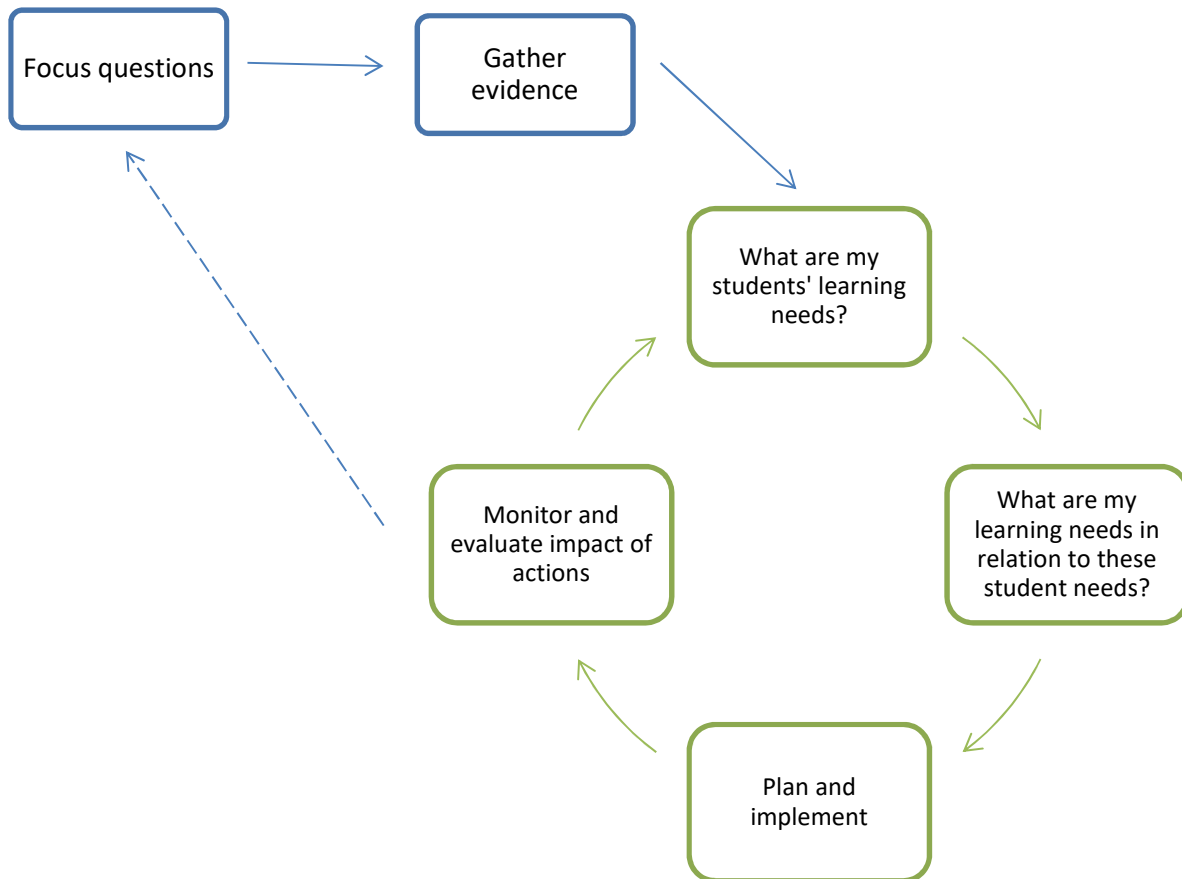 Focus questions
Gather
evidence
What are my
students' learning
needs?
What are my
learning needs in
relation to these
student needs?
Plan and
implement
Monitor and
evaluate impact of
actions